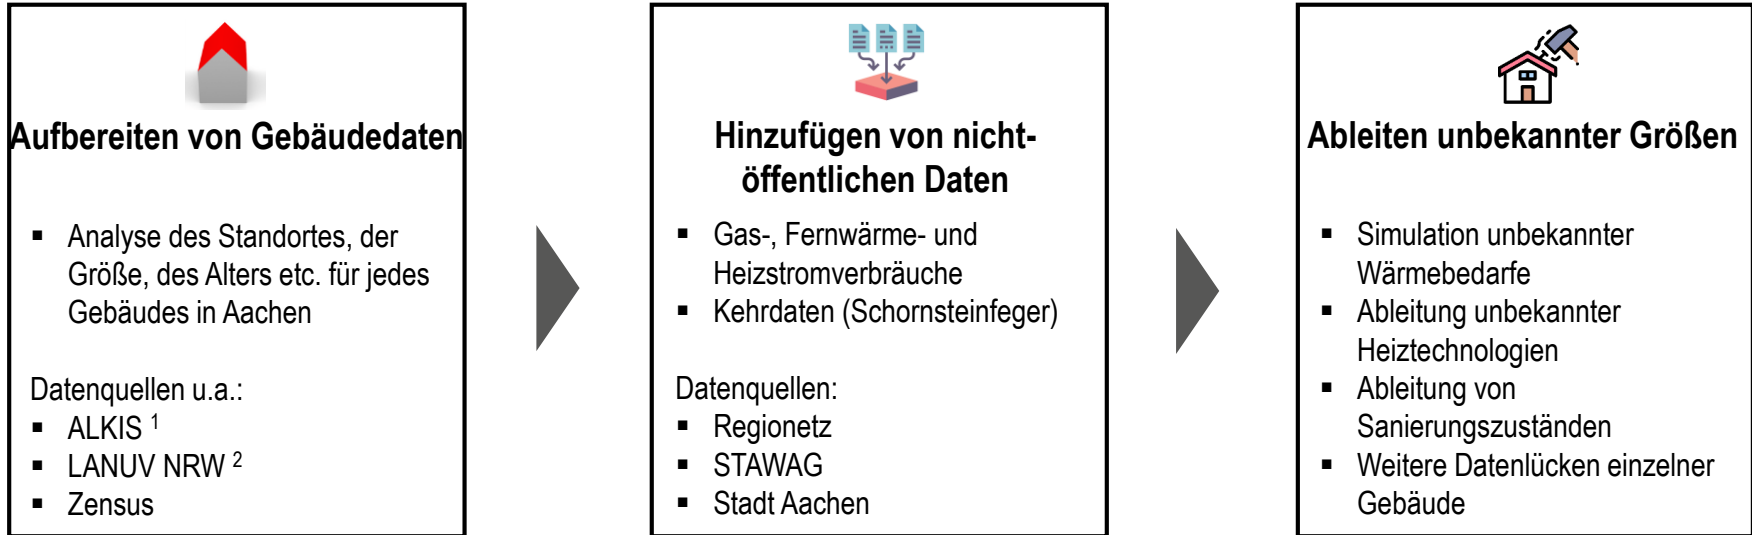 Aufbereiten von Gebäudedaten
▪ Analyse des Standortes, der
Größe, des Alters etc. für jedes
Gebäudes in Aachen
Datenquellen u.a.:
▪ ALKIS ¹
▪ LANUV NRW ²
▪ Zensus
Hinzufügen von nicht-
öffentlichen Daten
▪ Gas-, Fernwärme- und
Heizstromverbräuche
▪ Kehrdaten (Schornsteinfeger)
Datenquellen:
▪ Regionetz
▪ STAWAG
▪ Stadt Aachen
Ableiten unbekannter Größen
▪ Simulation unbekannter
Wärmebedarfe
▪ Ableitung unbekannter
Heiztechnologien
▪ Ableitung von
Sanierungszuständen
▪ Weitere Datenlücken einzelner
Gebäude